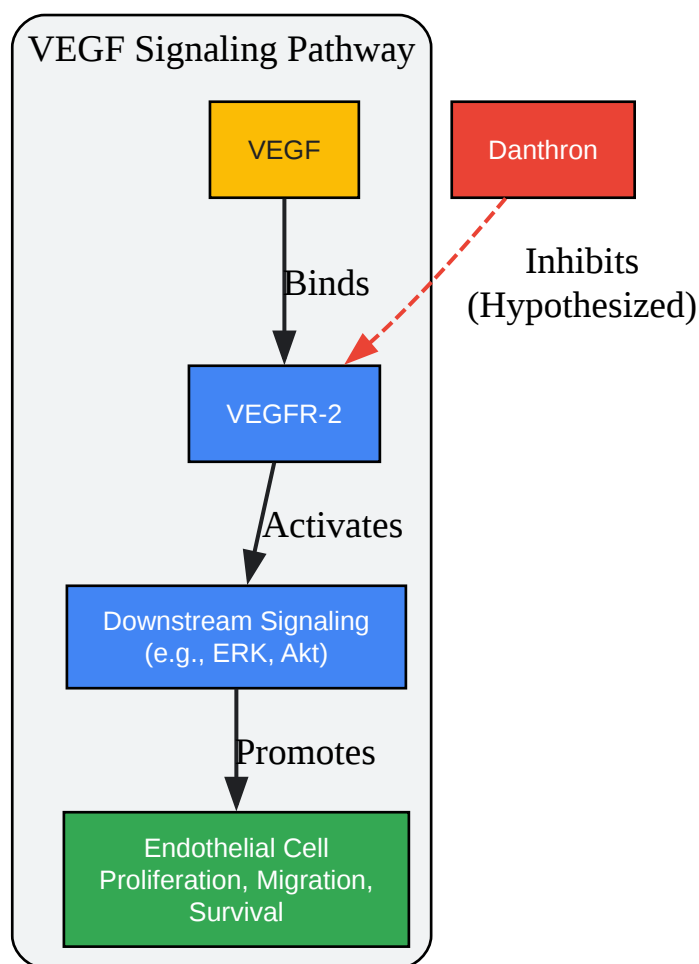 VEGF Signaling Pathway
VEGF
Danthron
Binds
Inhibits
(Hypothesized)
VEGFR-2
Activates
Downstream Signaling
(e.g., ERK, Akt)
Promotes
Endothelial Cell
Proliferation, Migration,
Survival